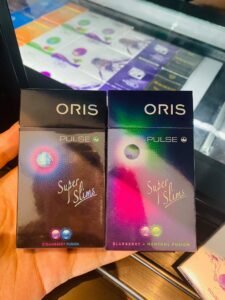 ORIS
PULSE
Super
Slims
STRAWBERRY FUSION
ORIS
PULSE
Super
Slims
BLUEBERRY + MENTHOL FUSION